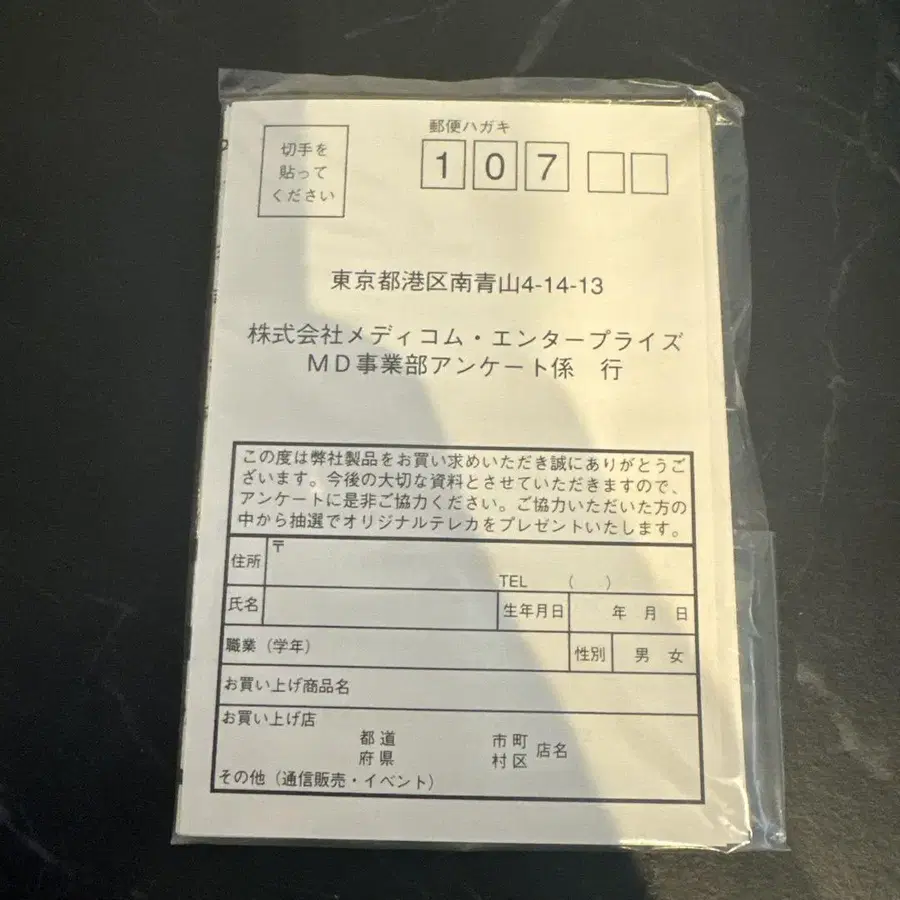 郵便ハガキ
切手を
貼って
ください
107
東京都港区南青山4-14-13
株式会社メディコム・エンタープライズ
MD事業部アンケート係 行
この度は弊社製品をお買い求めいただき誠にありがとうご
ざいます。今後の大切な資料とさせていただきますので、
アンケートに是非ご協力ください。ご協力いただいた方の
中から抽選でオリジナルテレカをプレゼントいたします。
住所 〒
TEL ( )
氏名 生年月日 年 月 日
職業（学年） 性別 男 女
お買い上げ商品名
お買い上げ店
都道 市町
府県 村区 店名
その他（通信販売・イベント）